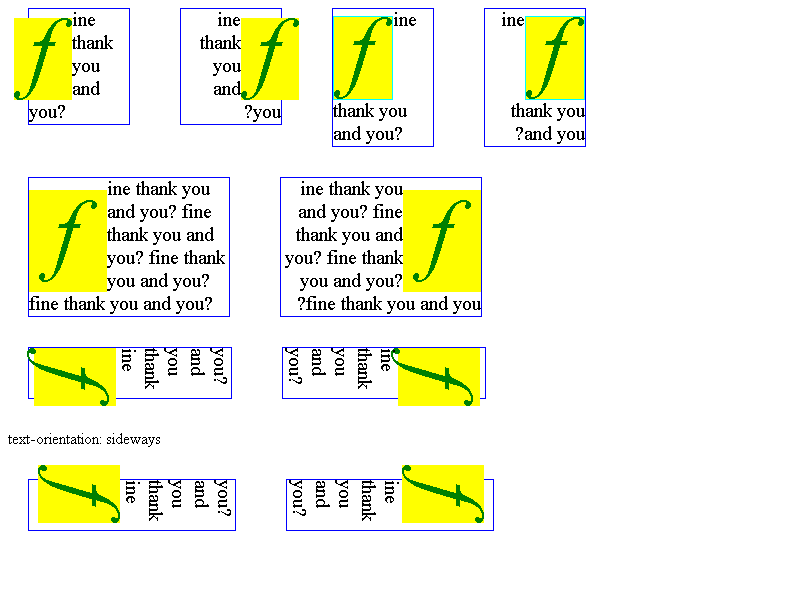 f ine
thank
you
and
you?
ine f
thank
you
and
?you
f ine
thank you
and you?
ine f
thank you
?and you
f ine thank you
and you? fine
thank you and
you? fine thank
you and you?
fine thank you and you?
ine thank you f
and you? fine
thank you and
you? fine thank
you and you?
?fine thank you and you
f ine
thank
you
and
you?
f ine
thank
you
and
you?
text-orientation: sideways
f ine
thank
you
and
you?
f ine
thank
you
and
you?